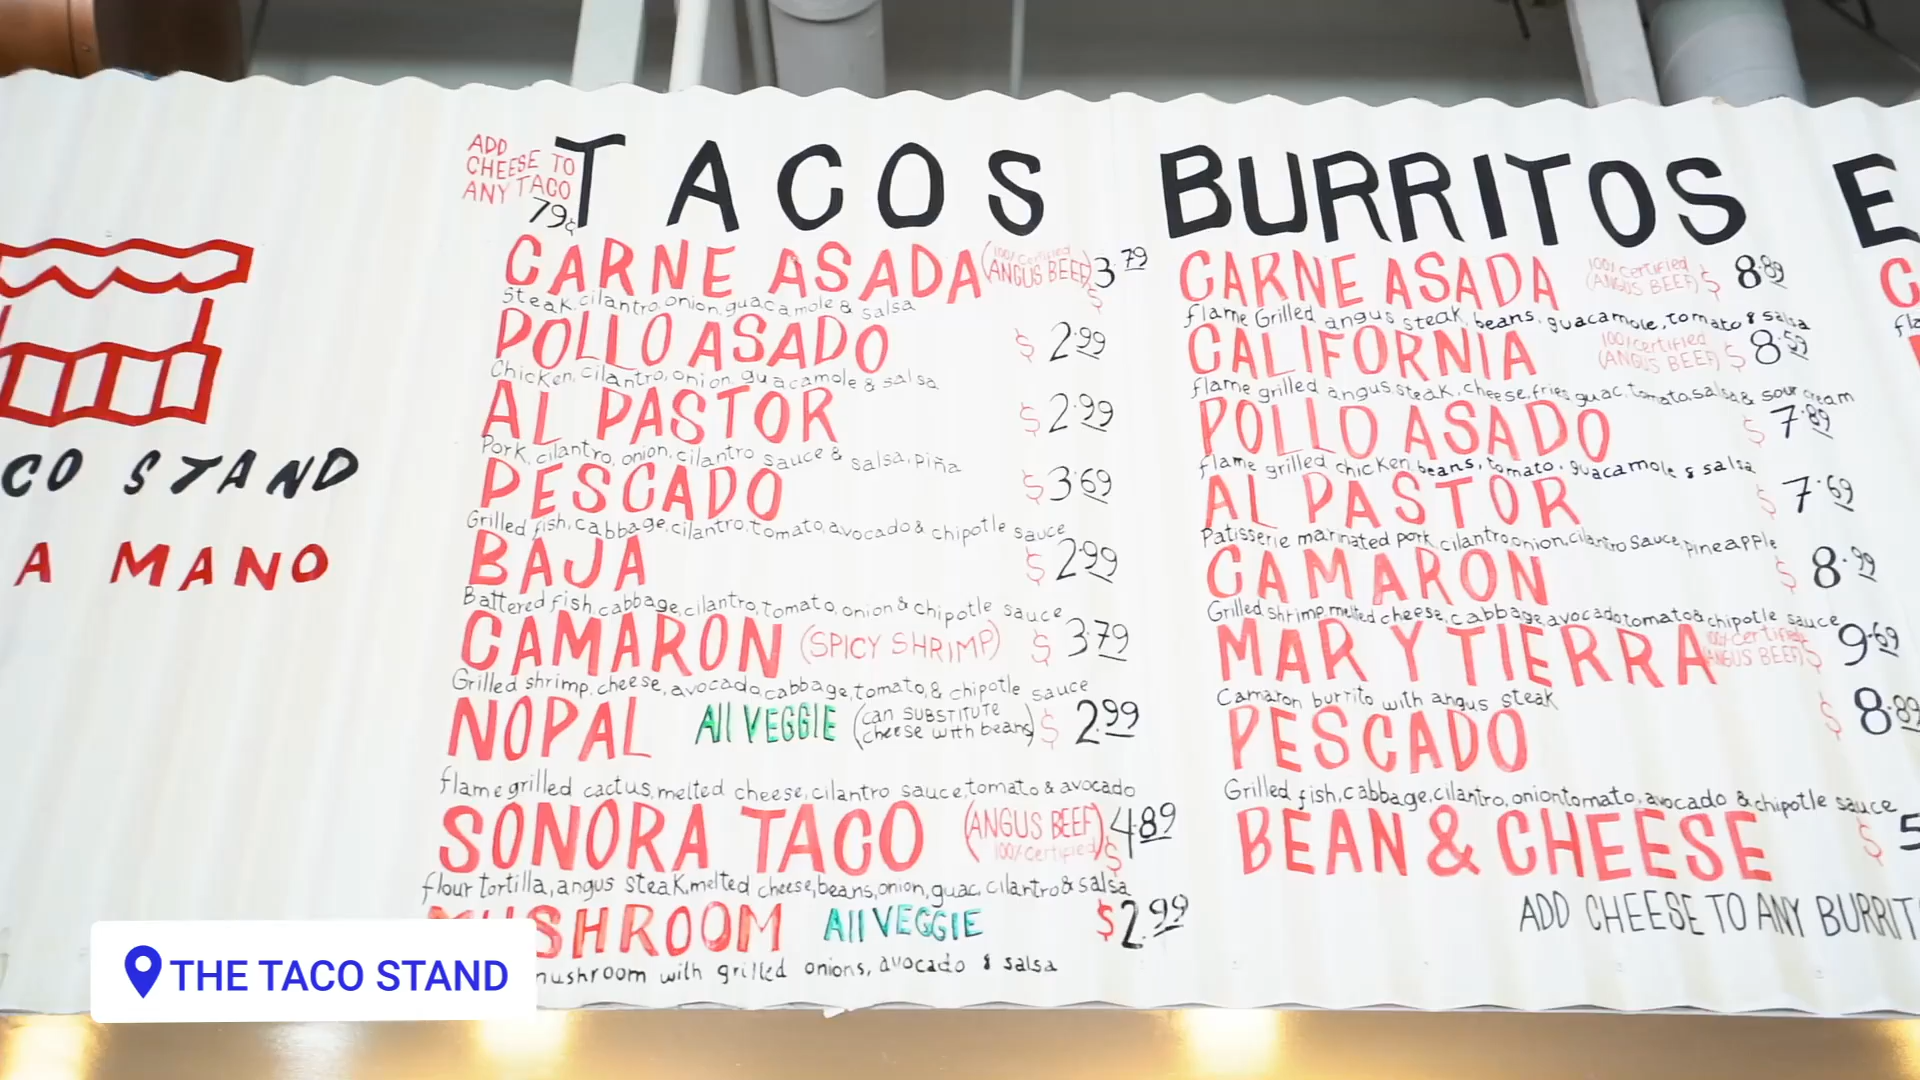 CO STAND
A MANO
ADD
CHEESE TO
ANY TACO
79¢
TACOS
CARNE ASADA (100% Certified ANGUS BEEF) $3.79
Steak, cilantro, onion, guacamole & salsa
POLLO ASADO $2.99
Chicken, cilantro, onion, guacamole & salsa
AL PASTOR $2.99
Pork, cilantro, onion, cilantro sauce & salsa, piña
PESCADO $3.69
Grilled fish, cabbage, cilantro, tomato, avocado & chipotle sauce
BAJA $2.99
Battered fish, cabbage, cilantro, tomato, onion & chipotle sauce
CAMARON (SPICY SHRIMP) $3.79
Grilled shrimp, cheese, avocado, cabbage, tomato, & chipotle sauce
NOPAL All VEGGIE (can SUBSTITUTE cheese with beans) $2.99
flame grilled cactus, melted cheese, cilantro sauce, tomato & avocado
SONORA TACO (ANGUS BEEF 100% Certified) $4.89
flour tortilla, angus steak, melted cheese, beans, onion, guac, cilantro & salsa
MUSHROOM All VEGGIE $2.99
mushroom with grilled onions, avocado & salsa
BURRITOS
CARNE ASADA 100% Certified (ANGUS BEEF) $8.89
flame Grilled angus steak, beans, guacamole, tomato & salsa
CALIFORNIA 100% certified (ANGUS BEEF) $8.59
flame grilled angus steak, cheese, fries guac, tomato, salsa & sour cream
POLLO ASADO $7.89
flame grilled chicken, beans, tomato, guacamole & salsa
AL PASTOR $7.69
Patisserie marinated pork, cilantro, onion, cilantro sauce, pineapple
CAMARON $8.99
Grilled shrimp, melted cheese, cabbage, avocado tomato & chipotle sauce
MAR Y TIERRA 100% Certified (ANGUS BEEF) $9.69
Camaron burrito with angus steak
PESCADO $8.89
Grilled fish, cabbage, cilantro, onion tomato, avocado & chipotle sauce
BEAN & CHEESE $5
ADD CHEESE TO ANY BURRIT
E
C
fla
THE TACO STAND